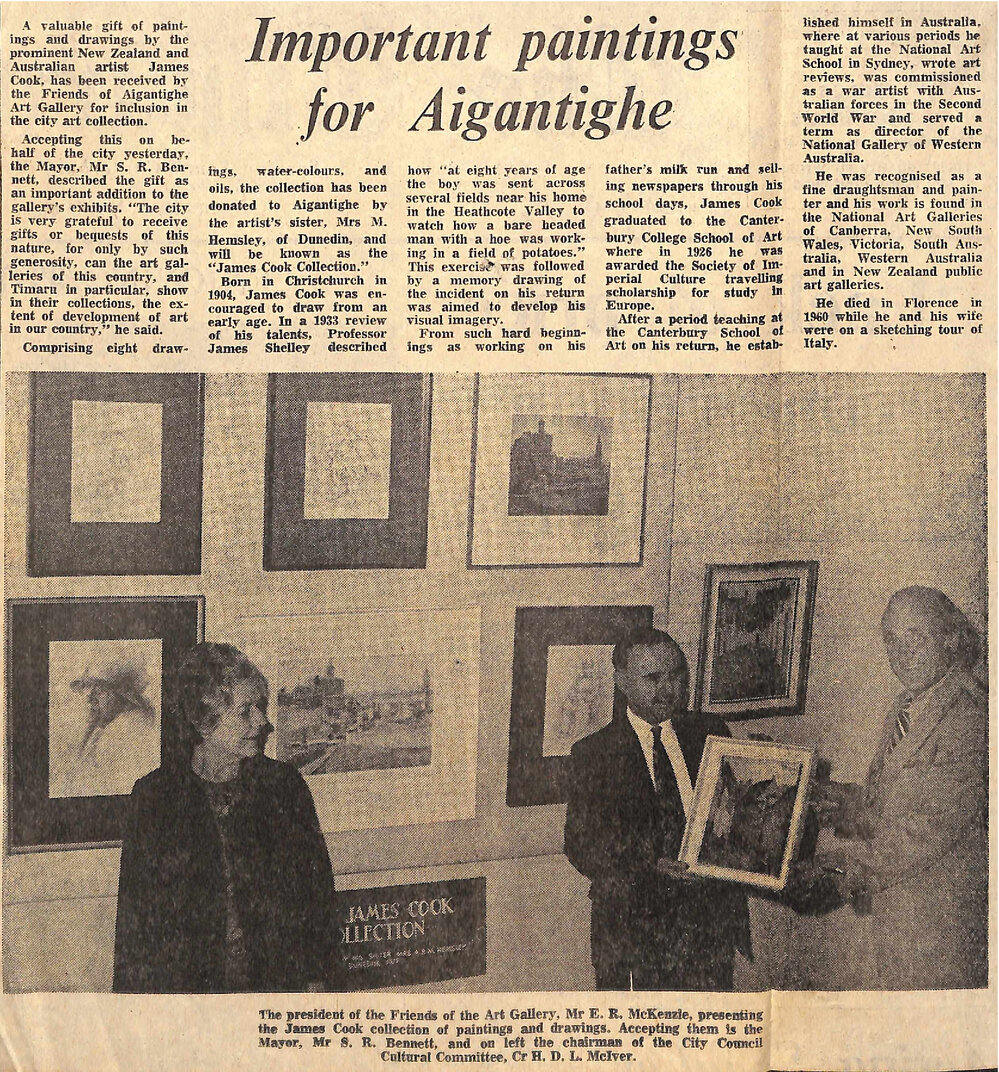 Important paintings
for Aigantighe
A valuable gift of paint-
ings and drawings by the
prominent New Zealand and
Australian artist James
Cook, has been received by
the Friends of Aigantighe
Art Gallery for inclusion in
the city art collection.
Accepting this on be-
half of the city yesterday,
the Mayor, Mr S. R. Ben-
nett, described the gift as
an important addition to the
gallery's exhibits. "The city
is very grateful to receive
gifts or bequests of this
nature, for only by such
generosity, can the art gal-
leries of this country, and
Timaru in particular, show
in their collections, the ex-
tent of development of art
in our country," he said.
Comprising eight draw-
ings, water-colours, and
oils, the collection has been
donated to Aigantighe by
the artist's sister, Mrs M.
Hemsley, of Dunedin, and
will be known as the
"James Cook Collection."
Born in Christchurch in
1904, James Cook was en-
couraged to draw from an
early age. In a 1933 review
of his talents, Professor
James Shelley described
how "at eight years of age
the boy was sent across
several fields near his home
in the Heathcote Valley to
watch how a bare headed
man with a hoe was work-
ing in a field of potatoes."
This exercise was followed
by a memory drawing of
the incident on his return
was aimed to develop his
visual imagery.
From such hard beginn-
ings as working on his
father's milk run and sell-
ing newspapers through his
school days, James Cook
graduated to the Canter-
bury College School of Art
where in 1926 he was
awarded the Society of Im-
perial Culture travelling
scholarship for study in
Europe.
After a period teaching at
the Canterbury School of
Art on his return, he estab-
lished himself in Australia,
where at various periods he
taught at the National Art
School in Sydney, wrote art
reviews, was commissioned
as a war artist with Aus-
tralian forces in the Second
World War and served a
term as director of the
National Gallery of Western
Australia.
He was recognised as a
fine draughtsman and pain-
ter and his work is found in
the National Art Galleries
of Canberra, New South
Wales, Victoria, South Aus-
tralia, Western Australia
and in New Zealand public
art galleries.
He died in Florence in
1960 while he and his wife
were on a sketching tour of
Italy.
JAMES COOK
OLLECTION
SISTER MRS
DUNEDIN,
The president of the Friends of the Art Gallery, Mr E. R. McKenzie, presenting
the James Cook collection of paintings and drawings. Accepting them is the
Mayor, Mr S. R. Bennett, and on left the chairman of the City Council
Cultural Committee, Cr H. D. L. McIver.